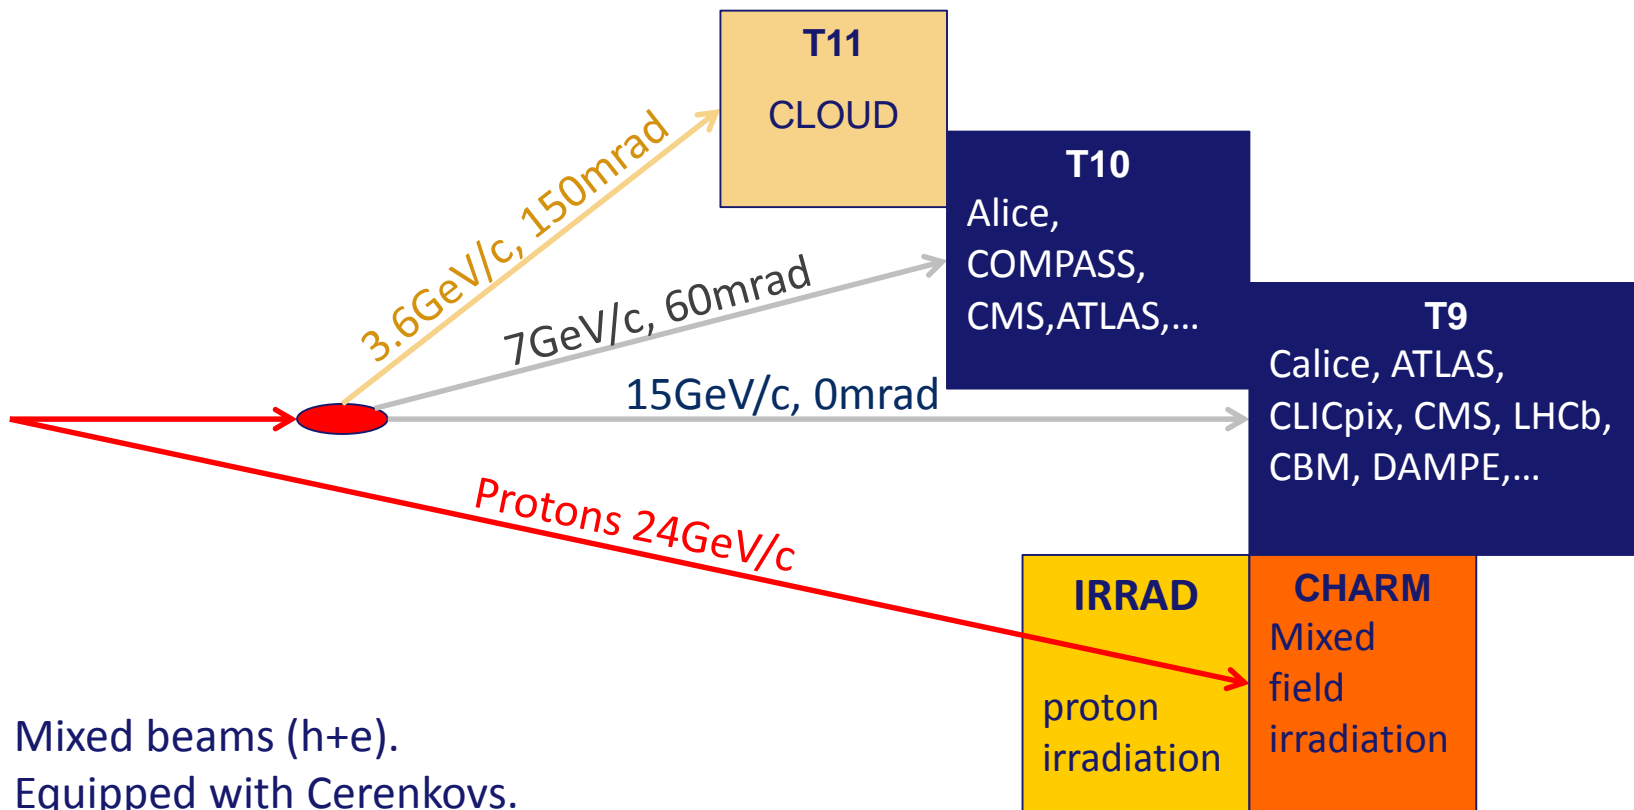 T11
CLOUD
3.6GeV/c, 150mrad
T10
Alice,
COMPASS,
CMS,ATLAS,...
7GeV/c, 60mrad
15GeV/c, 0mrad
T9
Calice, ATLAS,
CLICpix, CMS, LHCb,
CBM, DAMPE,...
Protons 24GeV/c
IRRAD
proton
irradiation
CHARM
Mixed
field
irradiation
Mixed beams (h+e).
Equipped with Cerenkovs.